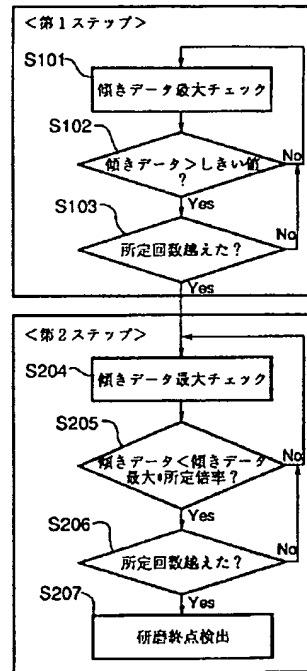 <第1ステップ>
S101
傾きデータ最大チェック
S102
傾きデータ>しきい値
?
No
Yes
S103
所定回数越えた?
No
Yes
<第2ステップ>
S204
傾きデータ最大チェック
S205
傾きデータ<傾きデータ
最大*所定倍率?
No
Yes
S206
所定回数越えた?
No
Yes
S207
研磨終点検出